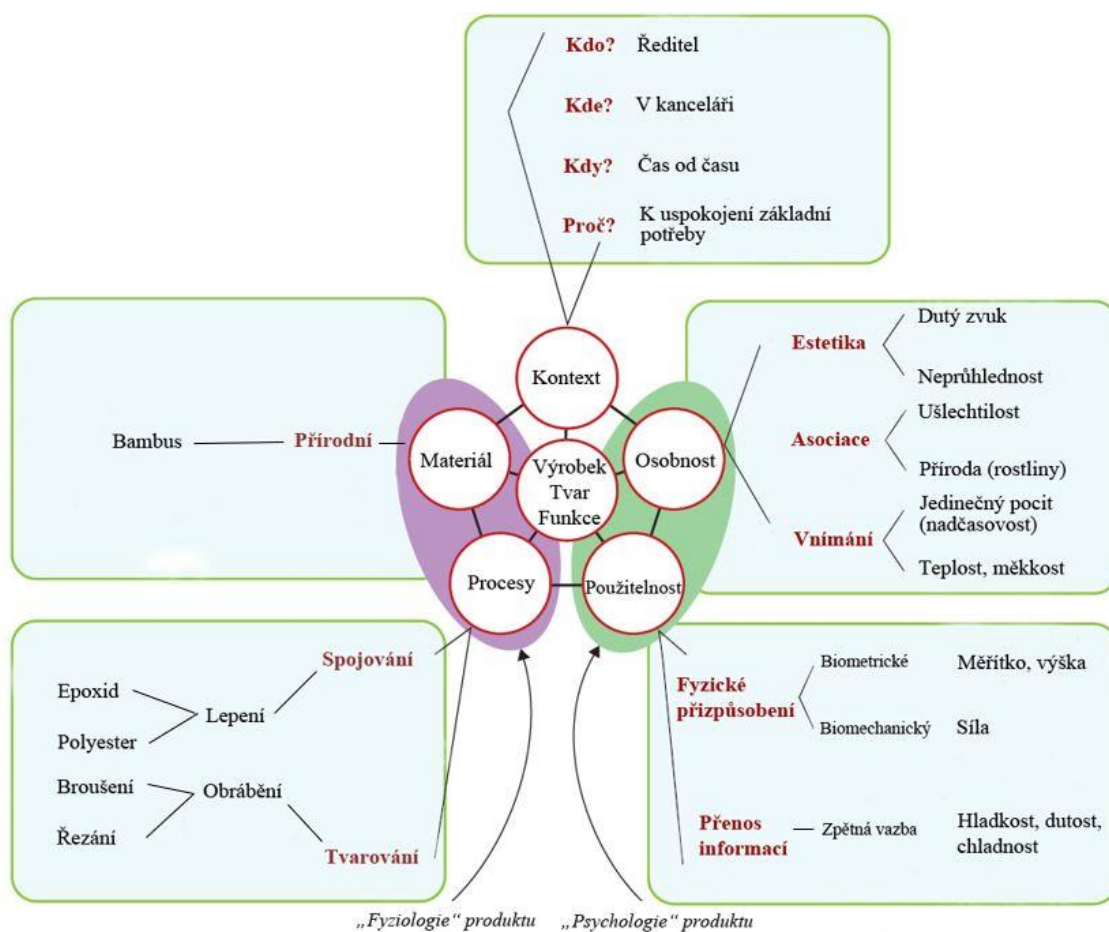 Kdo? Ředitel
Kde? V kanceláři
Kdy? Čas od času
Proč? K uspokojení základní
potřeby
Bambus
Přírodní
Kontext
Materiál
Výrobek
Tvar
Funkce
Osobnost
Procesy
Použitelnost
Estetika
Dutý zvuk
Neprůhlednost
Asociace
Ušlechtilost
Příroda (rostliny)
Vnímání
Jedinečný pocit
(nadčasovost)
Teplost, měkkost
Spojování
Epoxid
Lepení
Polyester
Broušení
Obrábění
Řezání
Tvarování
Fyzické
přizpůsobení
Biometrické
Měřítko, výška
Biomechanický
Síla
Přenos
informací
Zpětná vazba
Hladkost, dutost,
chladnost
„Fyziologie“ produktu
„Psychologie“ produktu